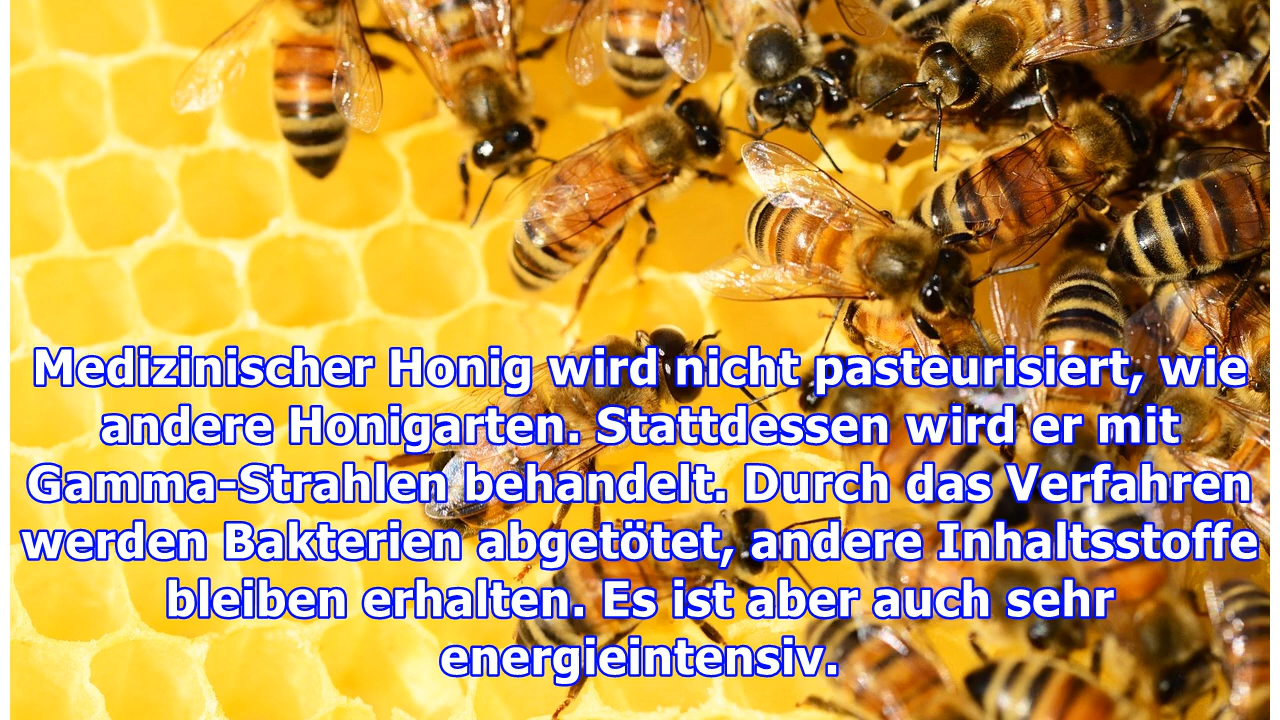 Medizinischer Honig wird nicht pasteurisiert, wie
andere Honigarten. Stattdessen wird er mit
Gamma-Strahlen behandelt. Durch das Verfahren
werden Bakterien abgetötet, andere Inhaltsstoffe
bleiben erhalten. Es ist aber auch sehr
energieintensiv.